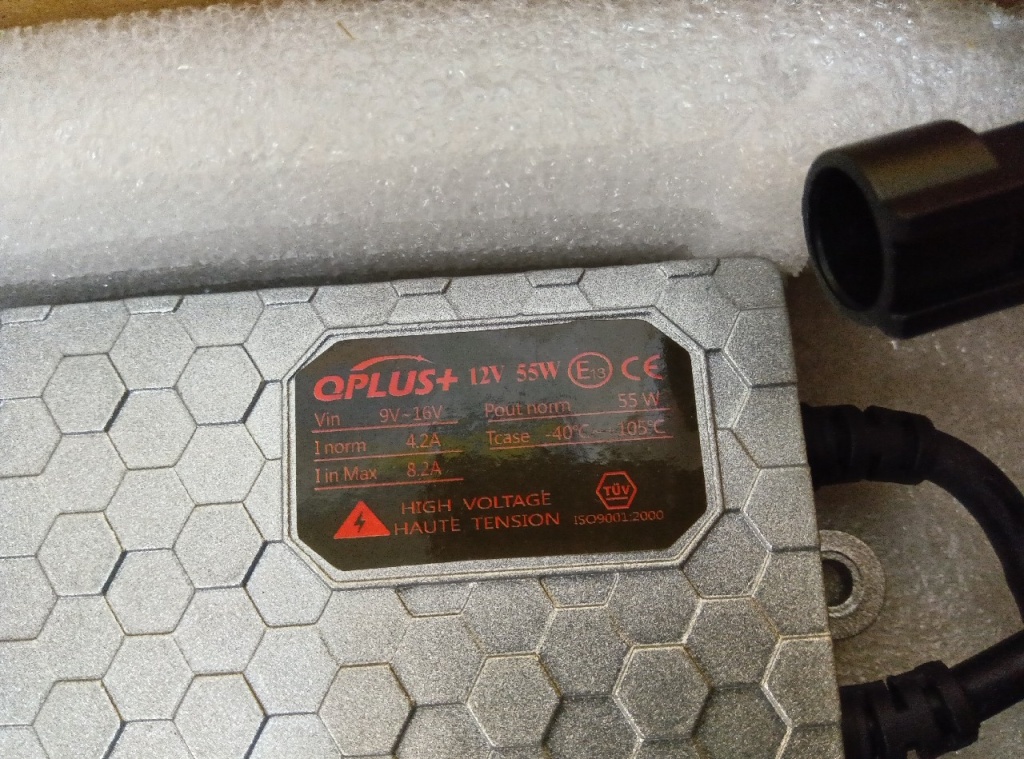 QPLUS+ 12V 55W E13 CE
Vin 9V~16V Pout norm 55 W
I norm 4.2A Tcase -40°C~+105°C
I in Max 8.2A
HIGH VOLTAGE TÜV
HAUTE TENSION ISO9001:2000